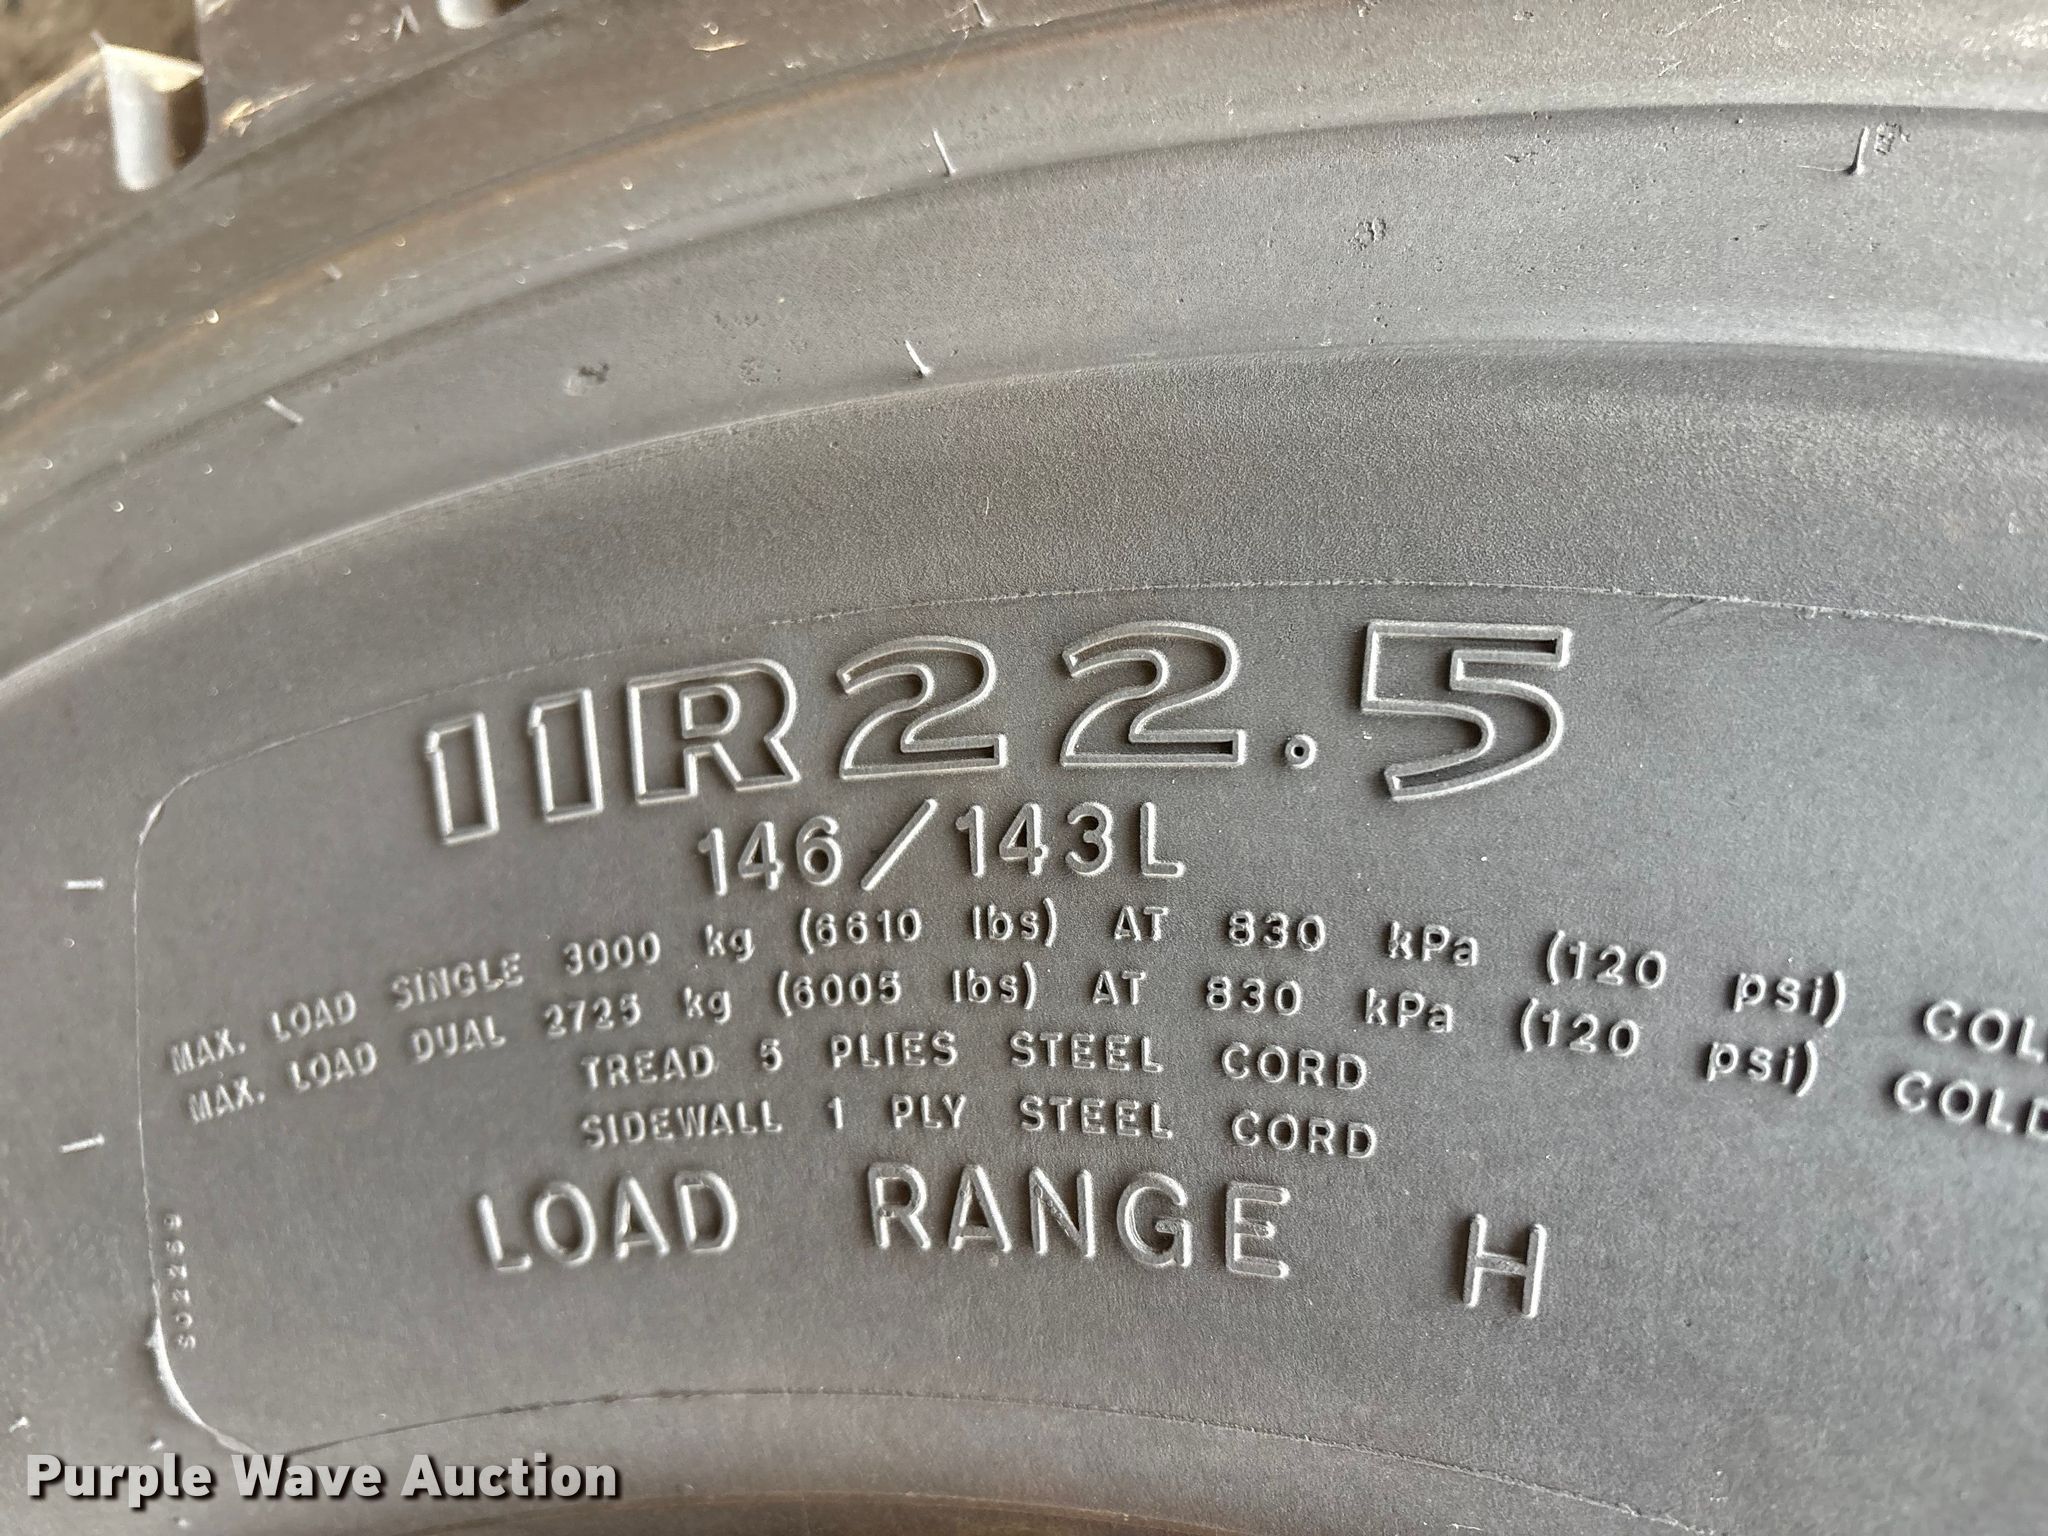 11R22.5
146/143L
MAX. LOAD SINGLE 3000 kg (6610 lbs) AT 830 kPa (120 psi) COL
MAX. LOAD DUAL 2725 kg (6005 lbs) AT 830 kPa (120 psi) COLD
TREAD 5 PLIES STEEL CORD
SIDEWALL 1 PLY STEEL CORD
LOAD RANGE H
S02269
Purple Wave Auction